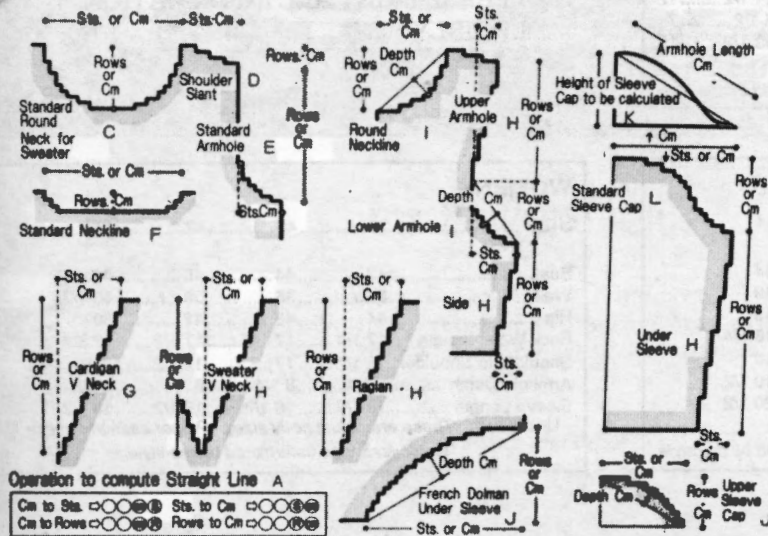 Sts. or Cm
Sts-Cm
Rows or Cm
Standard Round Neck for Sweater
C
Shoulder Slant
D
Rows-Cm
Standard Armhole
E
Rows or Cm
Sts.Cm
Sts. or Cm
Rows. Cm
Standard Neckline F
Sts.
Depth Cm
Round Neckline
I
Upper Armhole
H
Rows or Cm
Depth Cm
Rows or Cm
Lower Armhole I
Sts. or Cm
Side H
Rows or Cm
Sts. or Cm
Armhole Length Cm
Height of Sleeve Cap to be calculated
K
Cm
Sts. or Cm
Standard Sleeve Cap
L
Rows or Cm
Rows or Cm
Under Sleeve
H
Sts. Cm
Sts. or Cm
Rows or Cm
Cardigan V Neck
G
Sts. or Cm
Rows or Cm
Sweater V Neck
H
Sts. or Cm
Rows or Cm
Raglan H
Depth Cm
Rows or Cm
French Dolman Under Sleeve
J
Sts. or Cm
Sts. or Cm
Depth Cm
Rows or Cm
Upper Sleeve Cap
J
Operation to compute Straight Line A
Cm to Sts.
Sts. to Cm
Cm to Rows
Rows to Cm